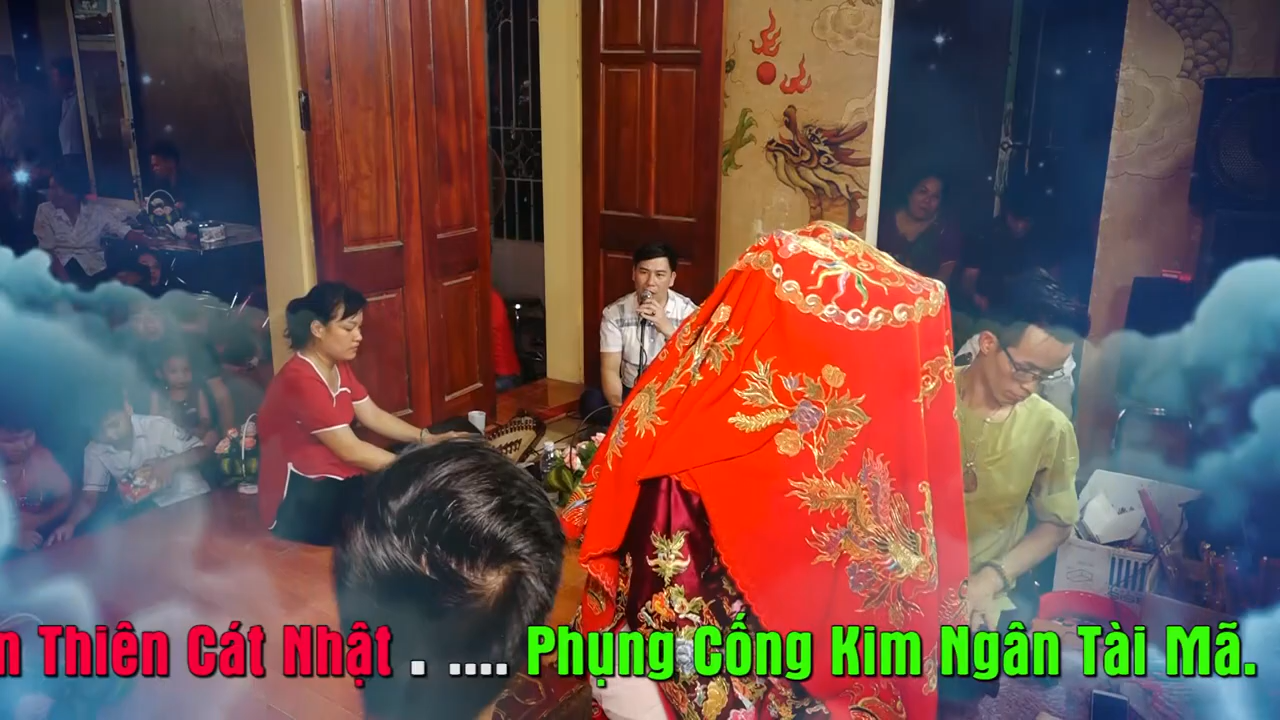 Thiên Cát Nhật . .... Phụng Cống Kim Ngân Tài Mã.